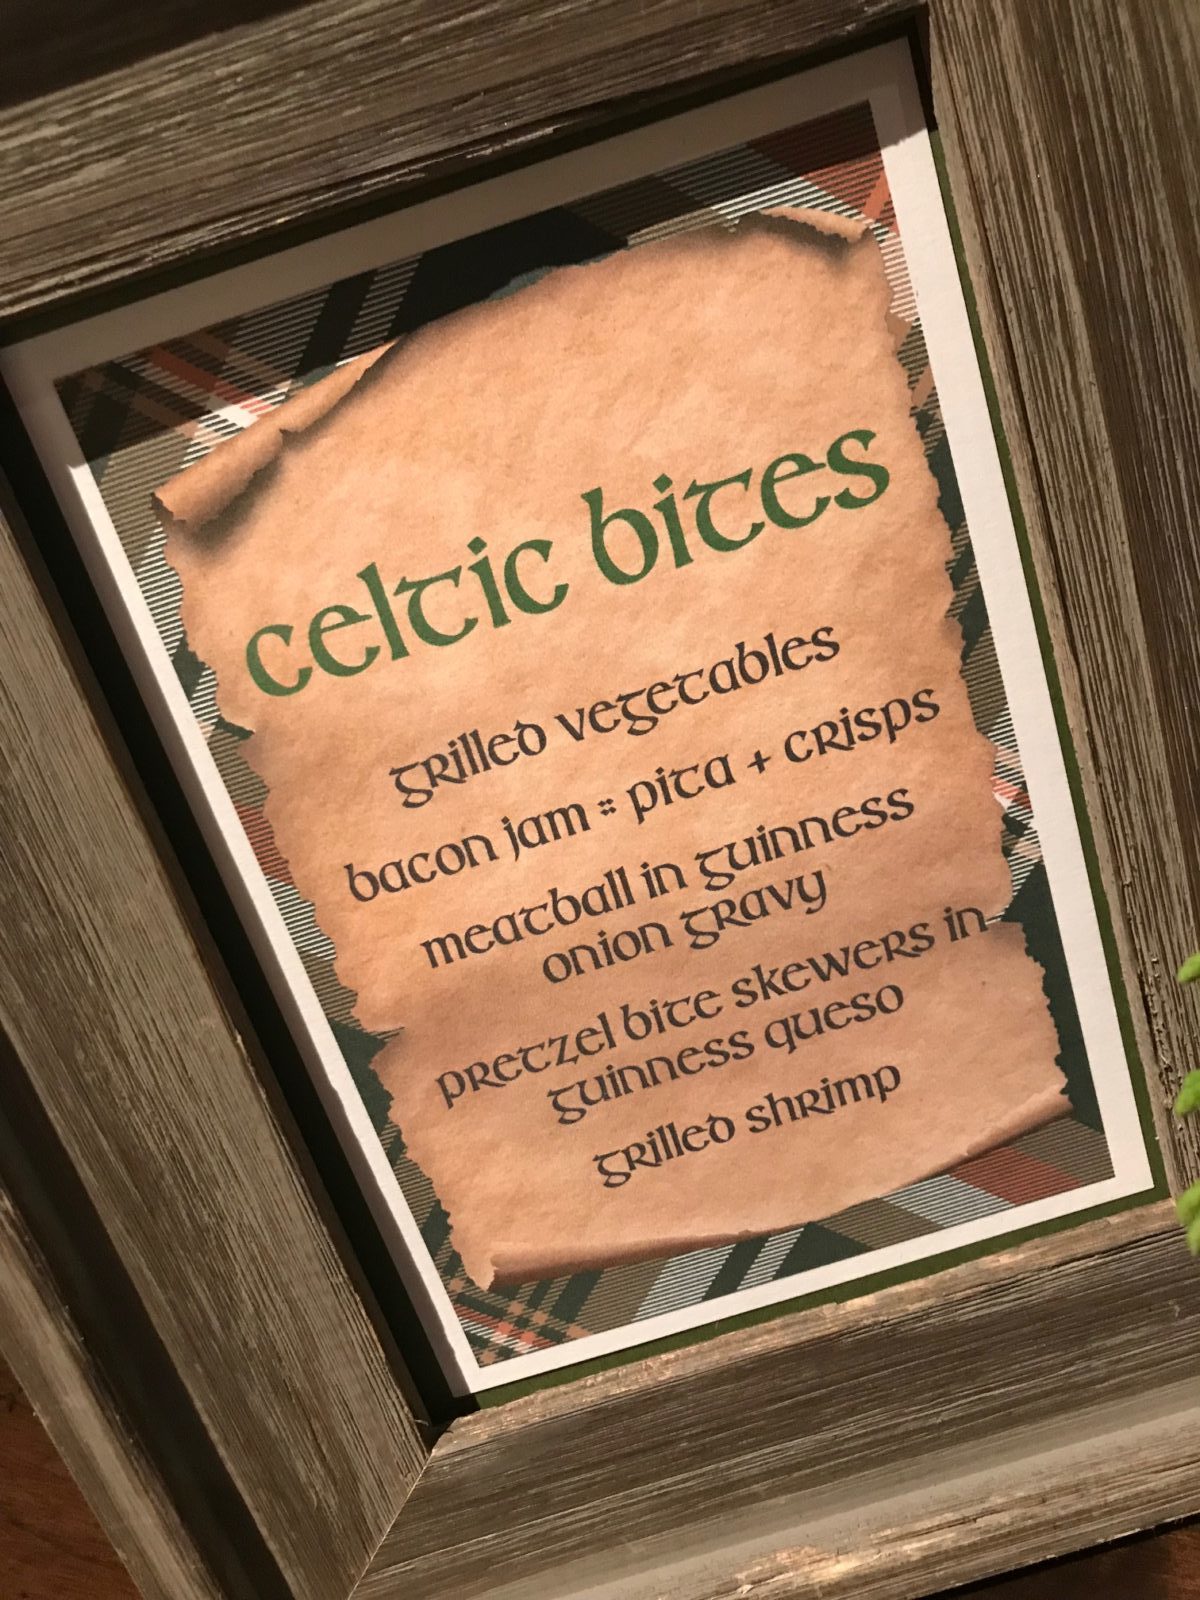 celtic bites
grilled vegetables
bacon jam :: pita + crisps
meatball in guinness
onion gravy
pretzel bite skewers in
guinness queso
grilled shrimp